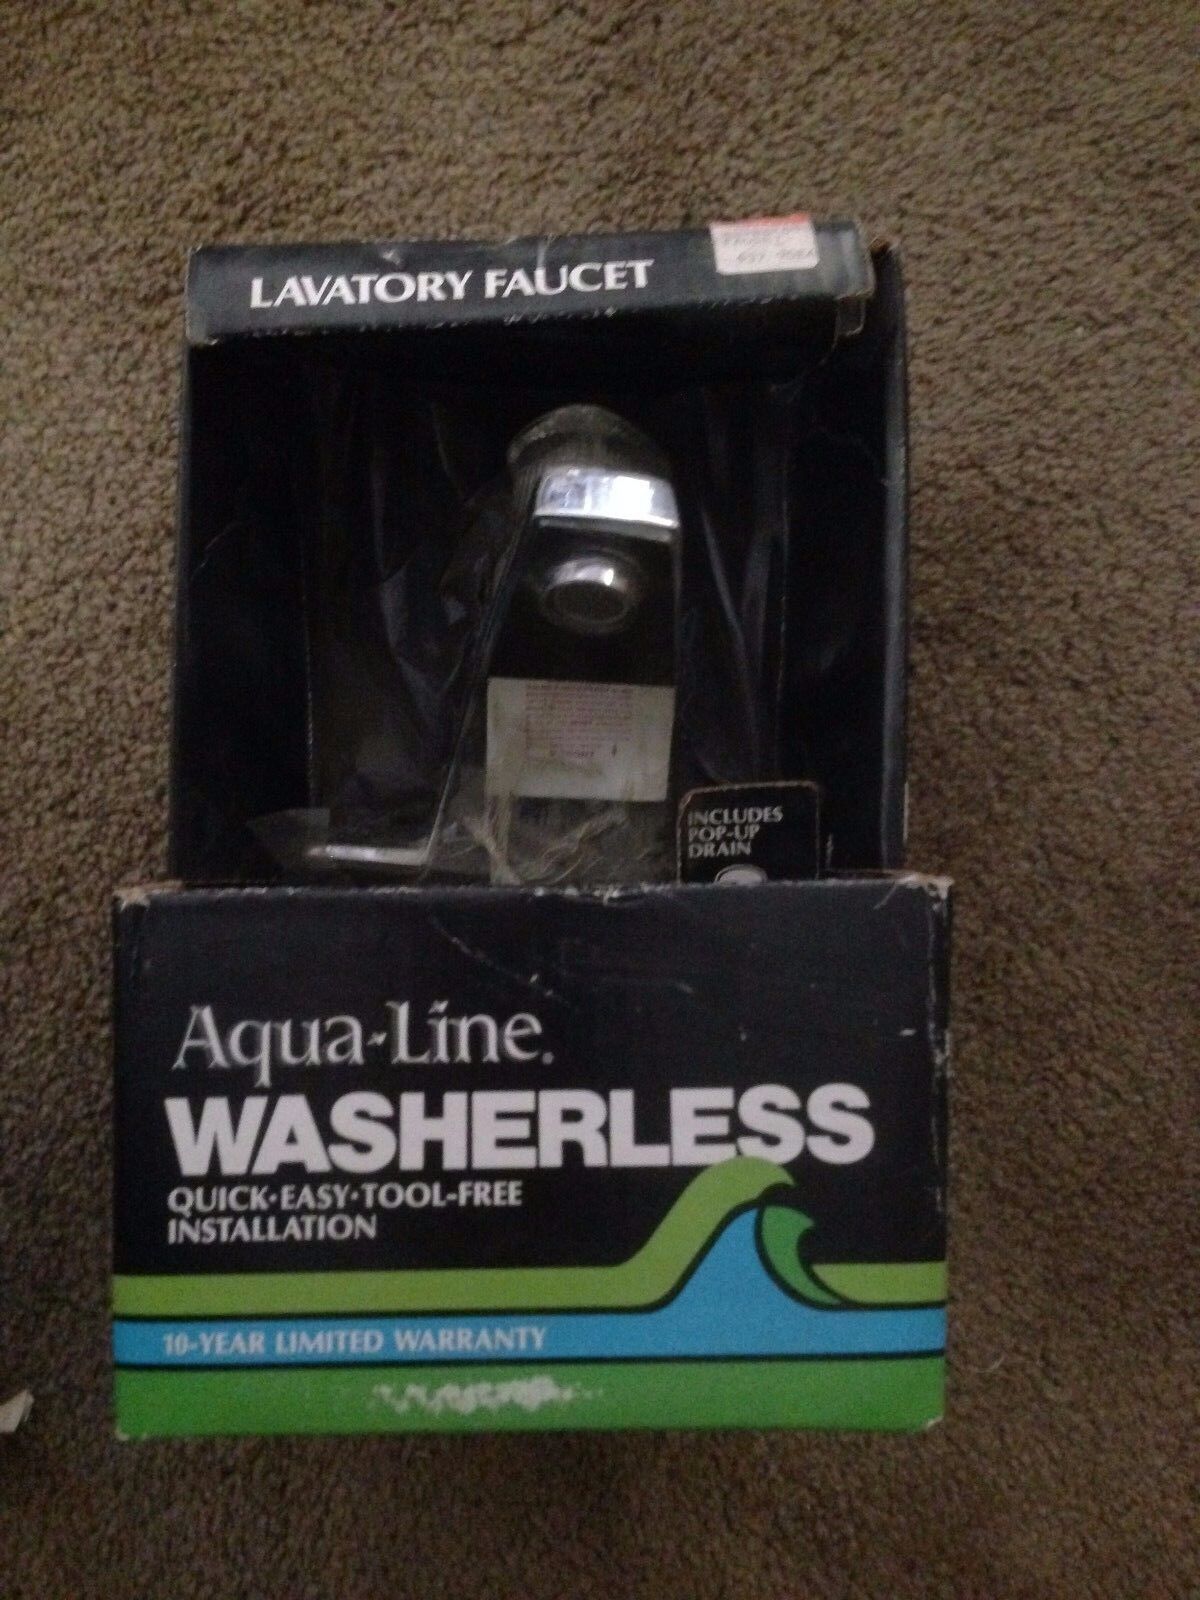 LAVATORY FAUCET
INCLUDES
POP-UP
DRAIN
Aqua-Line.
WASHERLESS
QUICK·EASY·TOOL-FREE
INSTALLATION
10-YEAR LIMITED WARRANTY